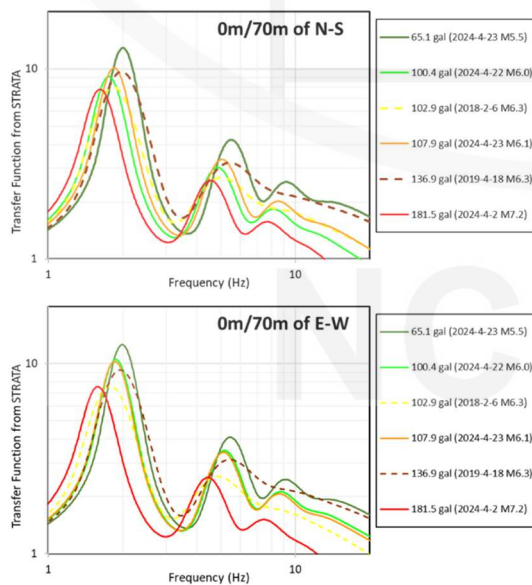 0m/70m of N-S
Transfer Function from STRATA
10
1
1
10
Frequency (Hz)
65.1 gal (2024-4-23 M5.5)
100.4 gal (2024-4-22 M6.0)
102.9 gal (2018-2-6 M6.3)
107.9 gal (2024-4-23 M6.1)
136.9 gal (2019-4-18 M6.3)
181.5 gal (2024-4-2 M7.2)
0m/70m of E-W
Transfer Function from STRATA
10
1
1
10
Frequency (Hz)
65.1 gal (2024-4-23 M5.5)
100.4 gal (2024-4-22 M6.0)
102.9 gal (2018-2-6 M6.3)
107.9 gal (2024-4-23 M6.1)
136.9 gal (2019-4-18 M6.3)
181.5 gal (2024-4-2 M7.2)
NC